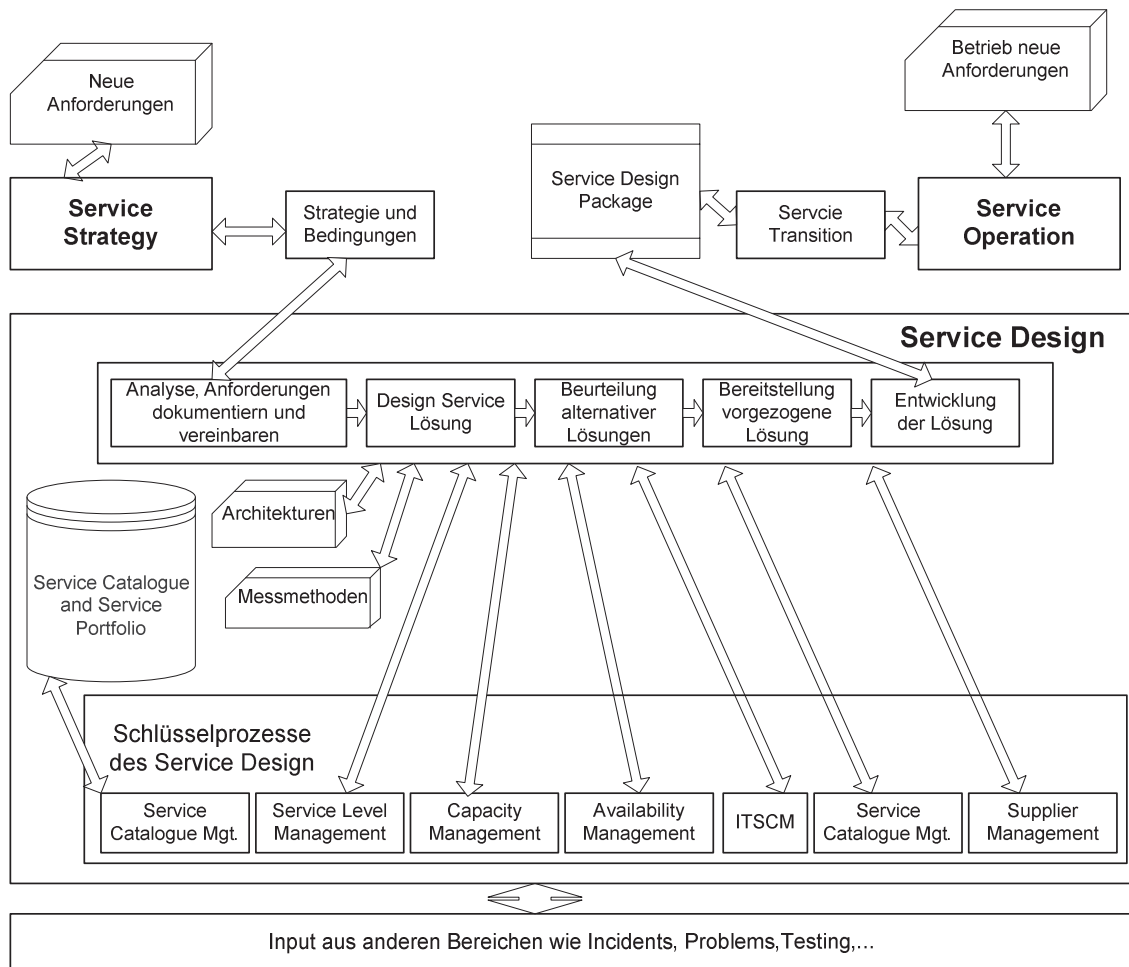 Neue
Anforderungen
Betrieb neue
Anforderungen
Service
Strategy
Strategie und
Bedingungen
Service Design
Package
Servcie
Transition
Service
Operation
Service Design
Analyse, Anforderungen
dokumentiern und
vereinbaren
Design Service
Lösung
Beurteilung
alternativer
Lösungen
Bereitstellung
vorgezogene
Lösung
Entwicklung
der Lösung
Architekturen
Messmethoden
Service Catalogue
and Service
Portfolio
Schlüsselprozesse
des Service Design
Service
Catalogue Mgt.
Service Level
Management
Capacity
Management
Availability
Management
ITSCM
Service
Catalogue Mgt.
Supplier
Management
Input aus anderen Bereichen wie Incidents, Problems,Testing,...